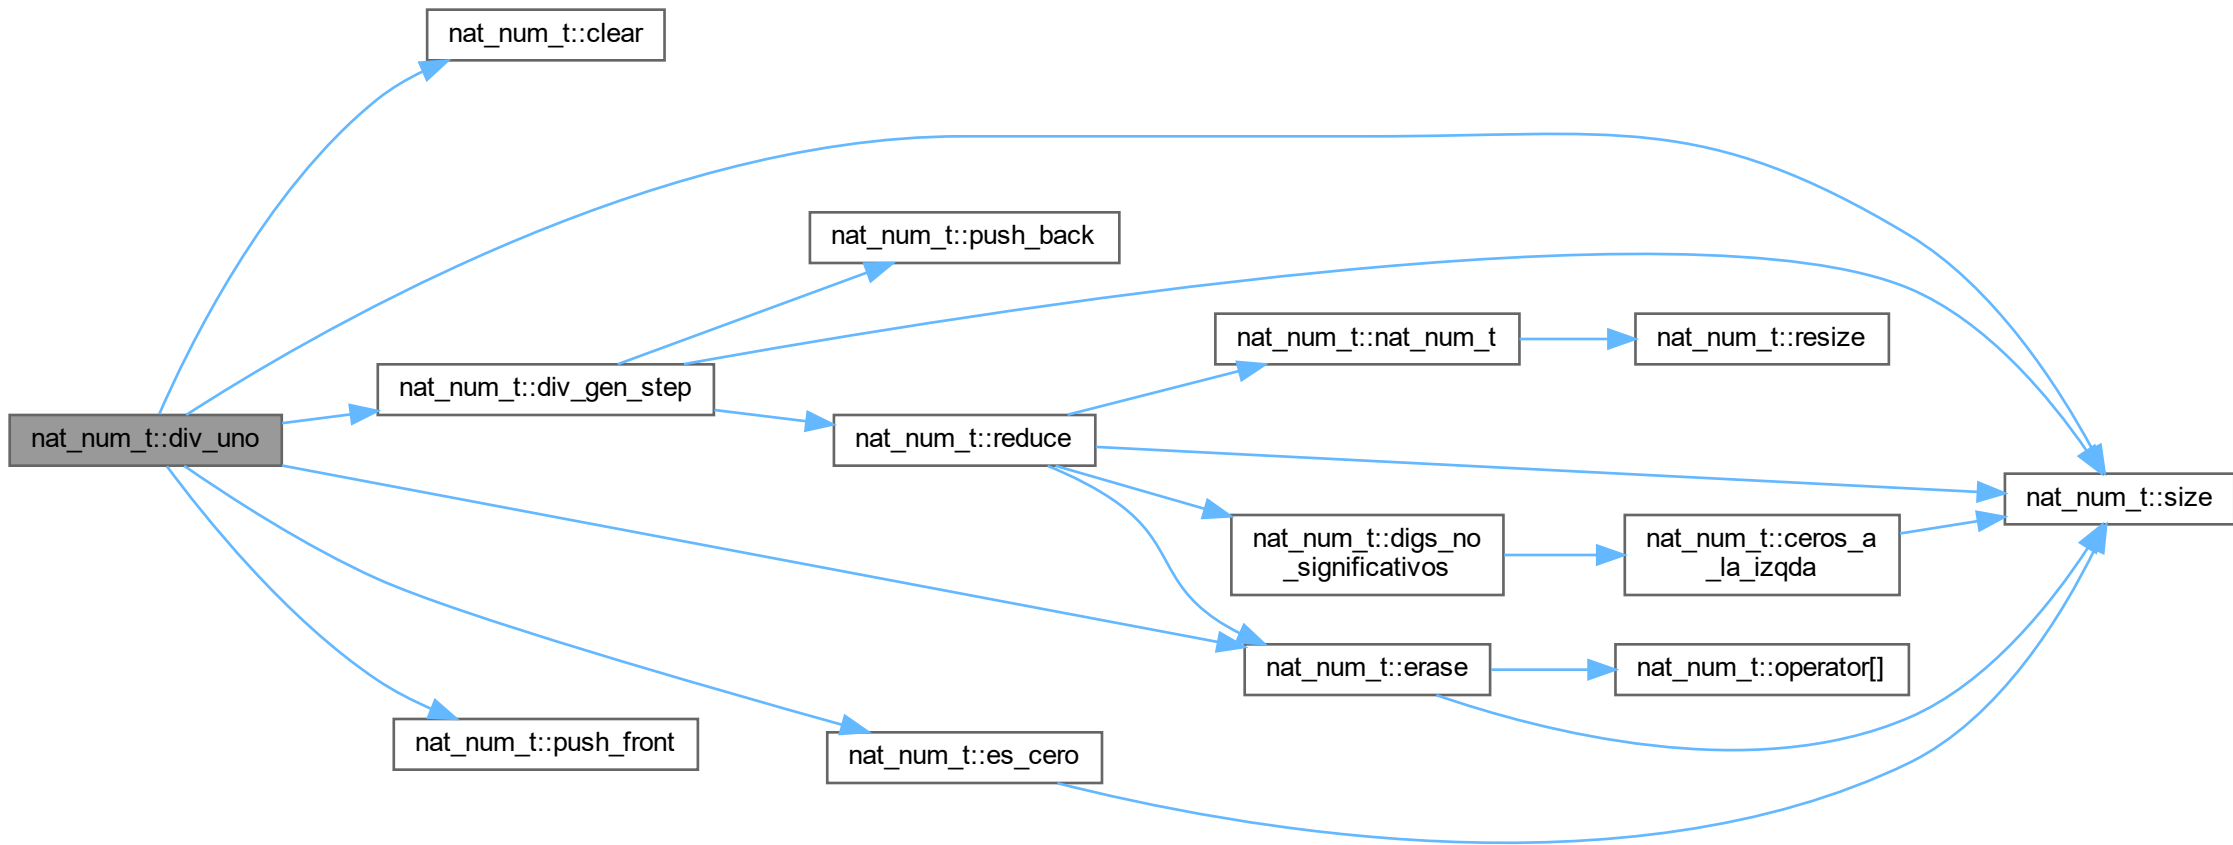 nat_num_t::clear
nat_num_t::push_back
nat_num_t::nat_num_t
nat_num_t::resize
nat_num_t::div_gen_step
nat_num_t::div_uno
nat_num_t::reduce
nat_num_t::size
nat_num_t::digs_no
_significativos
nat_num_t::ceros_a
_la_izqda
nat_num_t::erase
nat_num_t::operator[]
nat_num_t::push_front
nat_num_t::es_cero